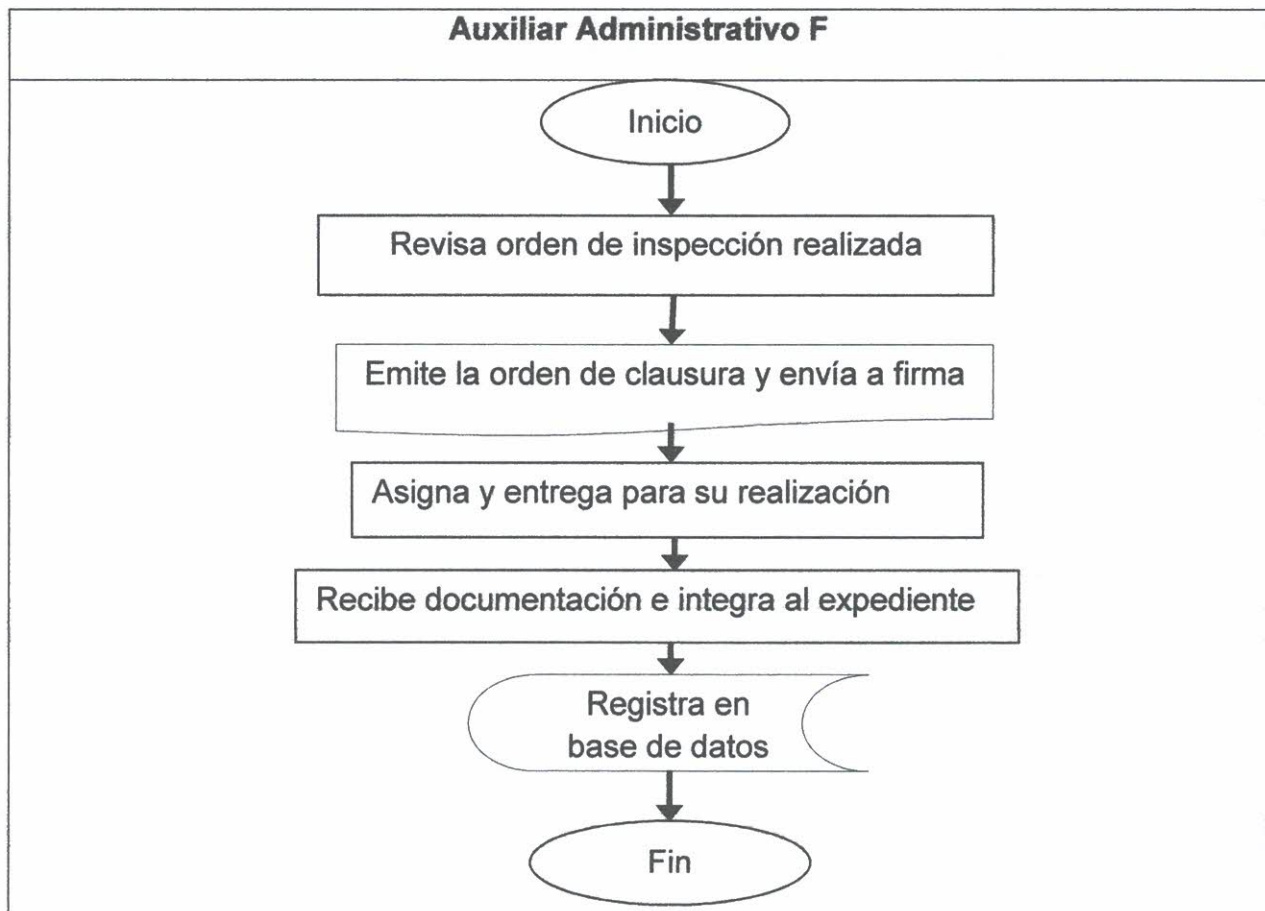 Auxiliar Administrativo F
Inicio
Revisa orden de inspección realizada
Emite la orden de clausura y envía a firma
Asigna y entrega para su realización
Recibe documentación e integra al expediente
Registra en
base de datos
Fin